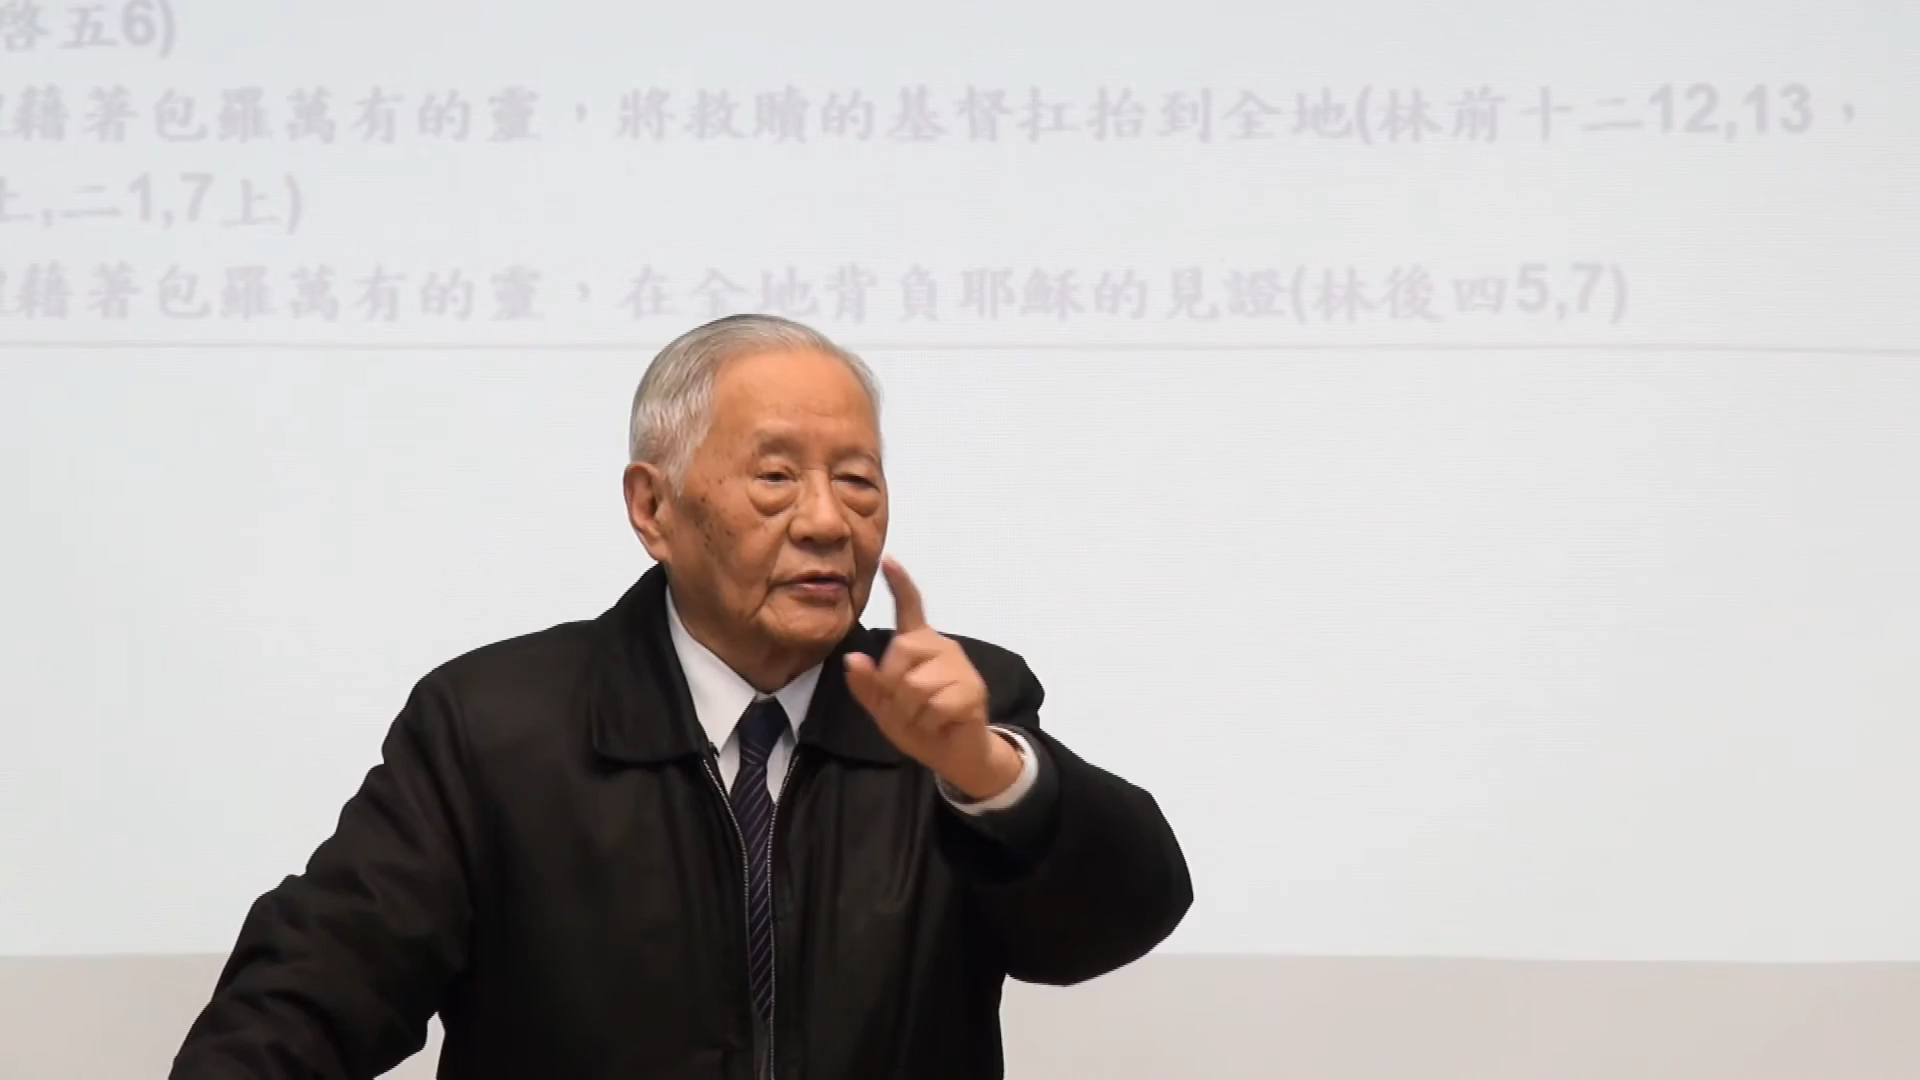 啓五6)
藉著包羅萬有的靈，將救贖的基督扛抬到全地(林前十二12,13，
上,二1,7上)
藉著包羅萬有的靈，在全地背負耶穌的見證(林後四5,7)